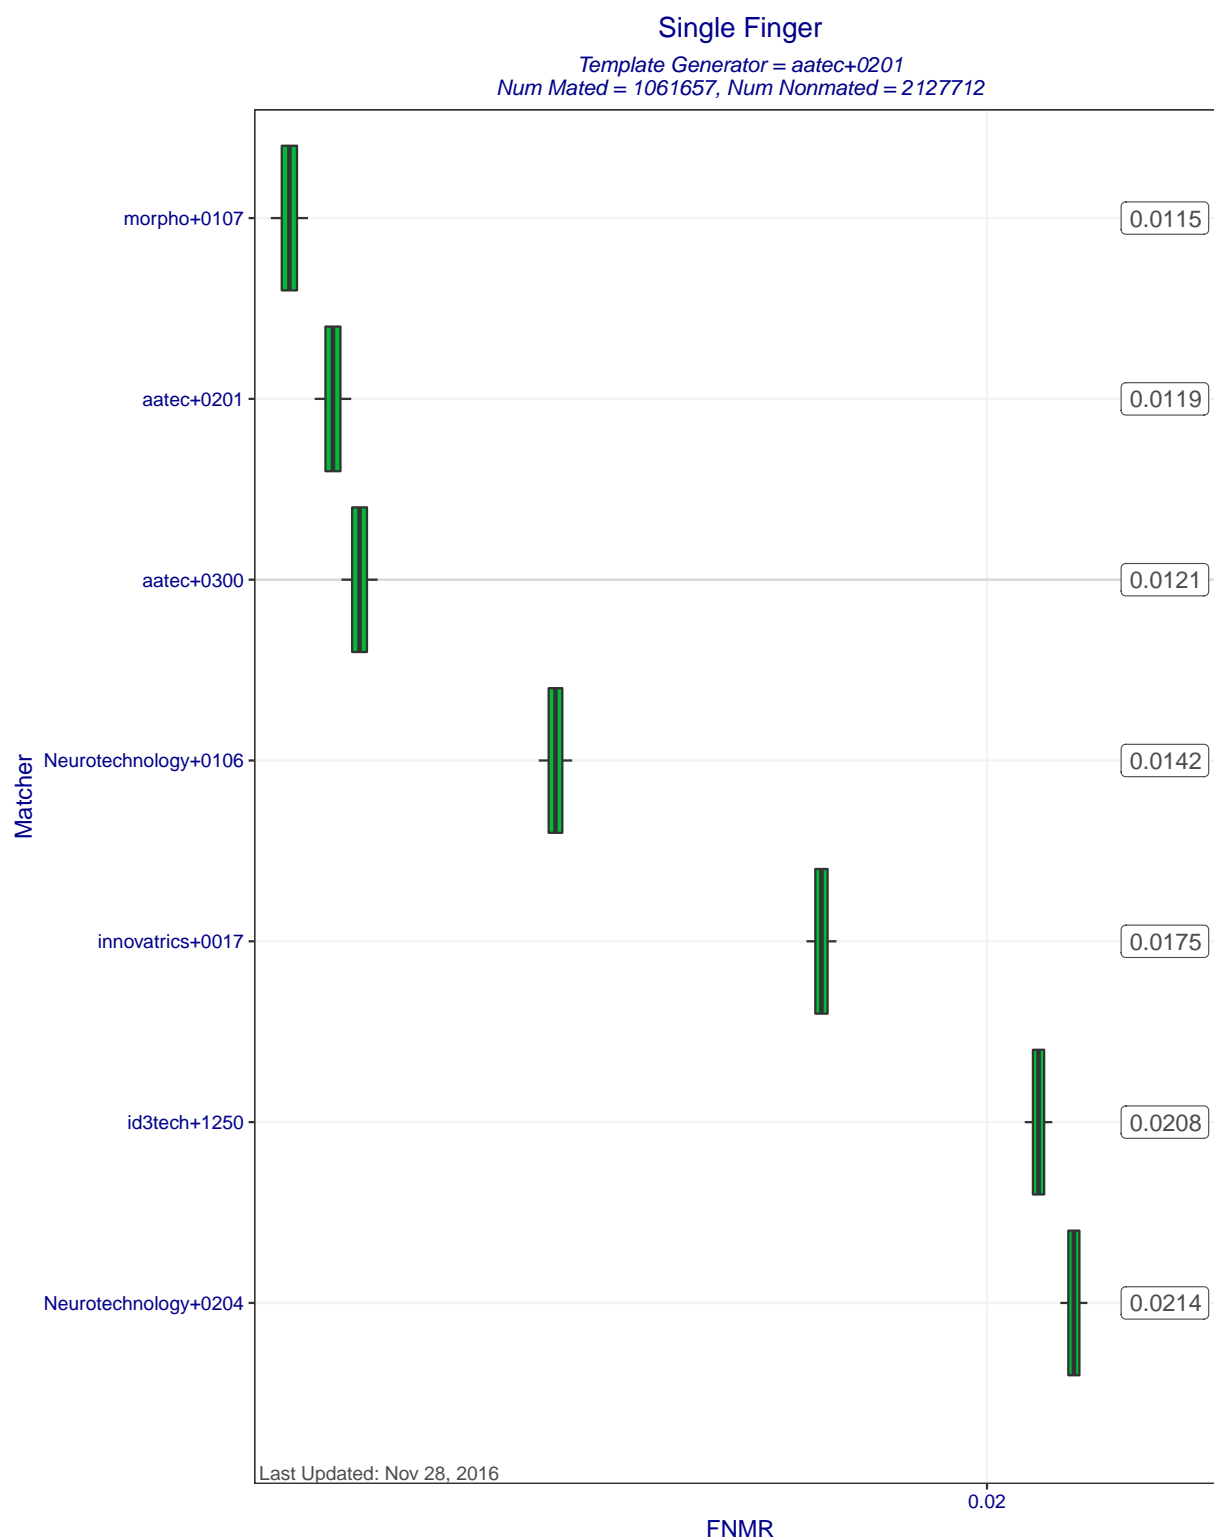 Single Finger
Template Generator = aatec+0201
Num Mated = 1061657, Num Nonmated = 2127712
morpho+0107
0.0115
aatec+0201
0.0119
aatec+0300
0.0121
Neurotechnology+0106
0.0142
Matcher
innovatrics+0017
0.0175
id3tech+1250
0.0208
Neurotechnology+0204
0.0214
Last Updated: Nov 28, 2016
0.02
FNMR